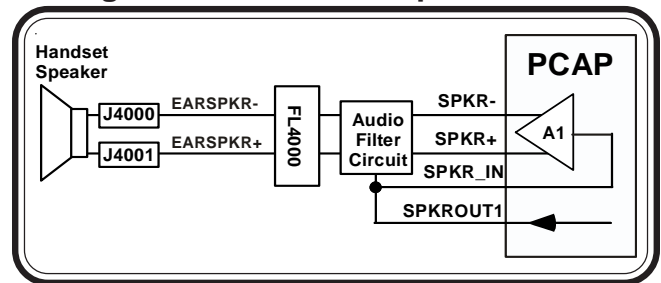 Handset
Speaker
J4000
EARSPKR-
J4001
EARSPKR+
FL4000
Audio
Filter
Circuit
SPKR-
SPKR+
SPKR_IN
SPKROUT1
PCAP
A1